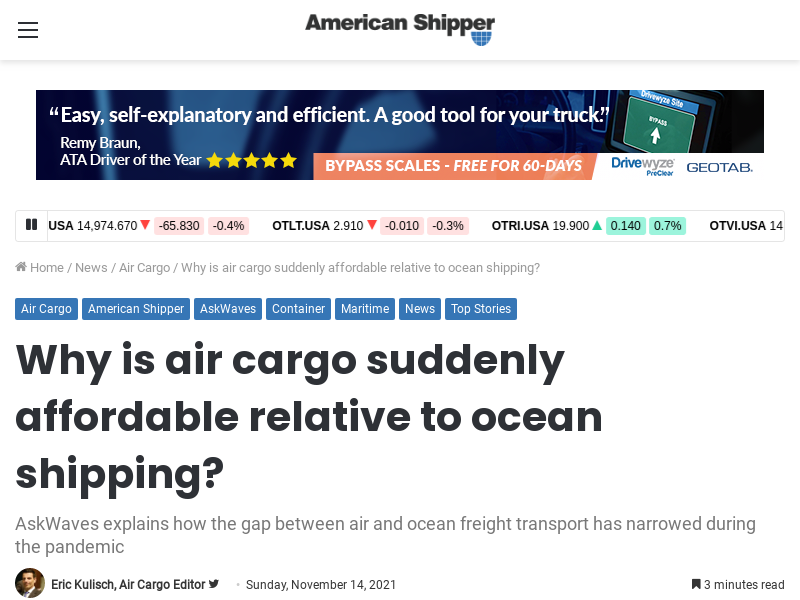 American Shipper
“Easy, self-explanatory and efficient. A good tool for your truck.”
Drivewyze Site
BYPASS
Remy Braun,
ATA Driver of the Year
BYPASS SCALES - FREE FOR 60-DAYS
Drivewyze
PreClear
GEOTAB.
USA 14,974.670 -65.830 -0.4% OTLT.USA 2.910 -0.010 -0.3% OTRI.USA 19.900 0.140 0.7% OTVI.USA 14
Home / News / Air Cargo / Why is air cargo suddenly affordable relative to ocean shipping?
Air Cargo American Shipper AskWaves Container Maritime News Top Stories
Why is air cargo suddenly
affordable relative to ocean
shipping?
AskWaves explains how the gap between air and ocean freight transport has narrowed during
the pandemic
Eric Kulisch, Air Cargo Editor Sunday, November 14, 2021 3 minutes read